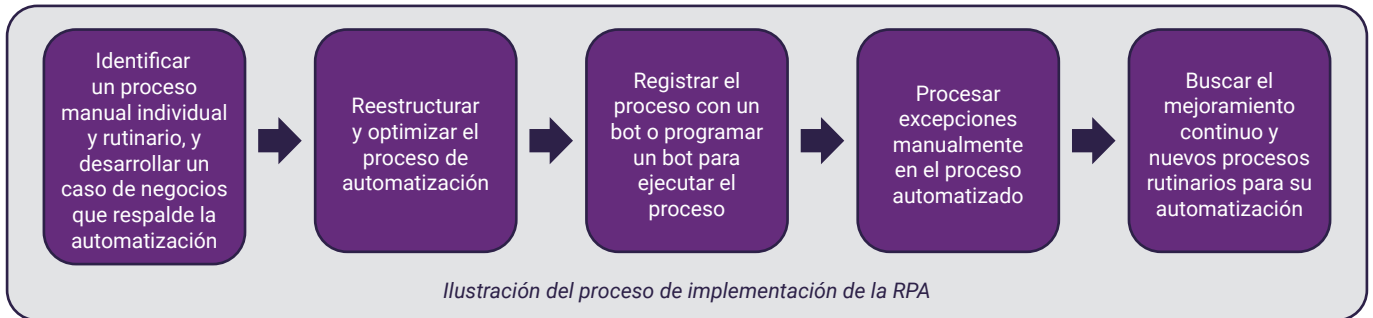 Identificar
un proceso
manual individual
y rutinario, y
desarrollar un
caso de negocios
que respalde la
automatización
Reestructurar
y optimizar el
proceso de
automatización
Registrar el
proceso con un
bot o programar
un bot para
ejecutar el
proceso
Procesar
excepciones
manualmente
en el proceso
automatizado
Buscar el
mejoramiento
continuo y
nuevos procesos
rutinarios para su
automatización
Ilustración del proceso de implementación de la RPA